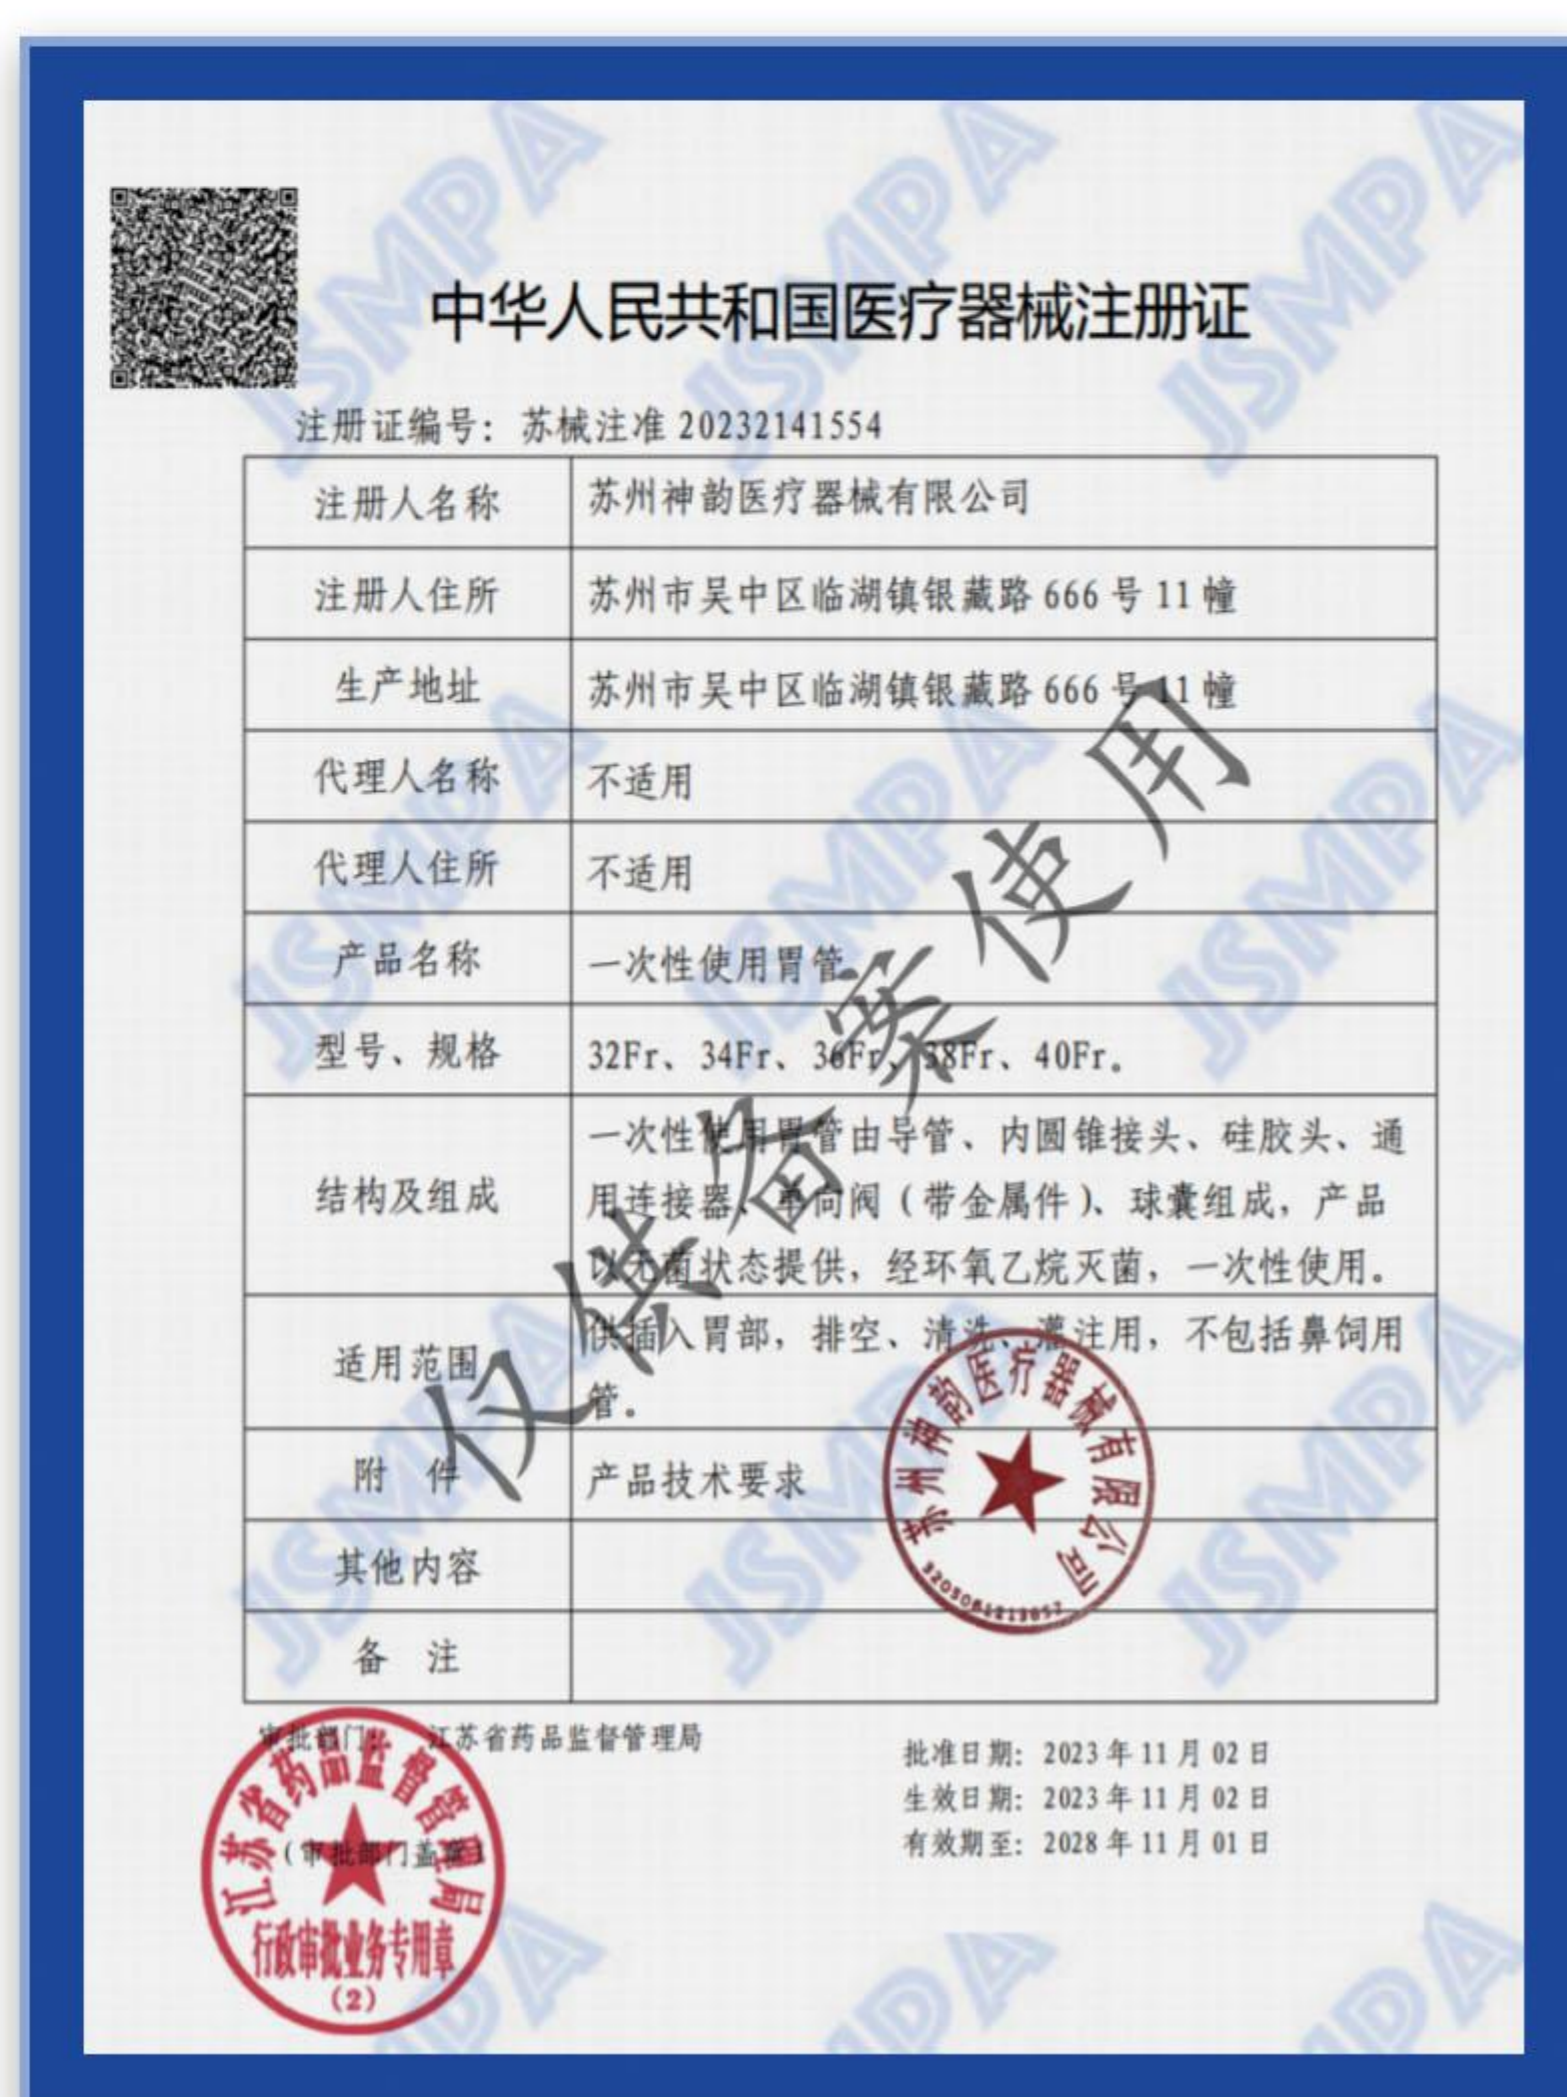 中华人民共和国医疗器械注册证
注册证编号：苏械注准 20232141554
注册人名称 苏州神韵医疗器械有限公司
注册人住所 苏州市吴中区临湖镇银藏路 666 号 11 幢
生产地址 苏州市吴中区临湖镇银藏路 666 号 11 幢
代理人名称 不适用
代理人住所 不适用
产品名称 一次性使用胃管
型号、规格 32Fr、34Fr、36Fr、38Fr、40Fr。
结构及组成 一次性使用胃管由导管、内圆锥接头、硅胶头、通
用连接器、单向阀（带金属件）、球囊组成，产品
以无菌状态提供，经环氧乙烷灭菌，一次性使用。
适用范围 供插入胃部，排空、清洗、灌注用，不包括鼻饲用
管。
附 件 产品技术要求
其他内容
备 注
仅供备案使用
苏州神韵医疗器械有限公司
审批部门： 江苏省药品监督管理局
（审批部门盖章）
批准日期：2023 年 11 月 02 日
生效日期：2023 年 11 月 02 日
有效期至：2028 年 11 月 01 日
江苏省药品监督管理局
行政审批业务专用章
(2)
JSMPA